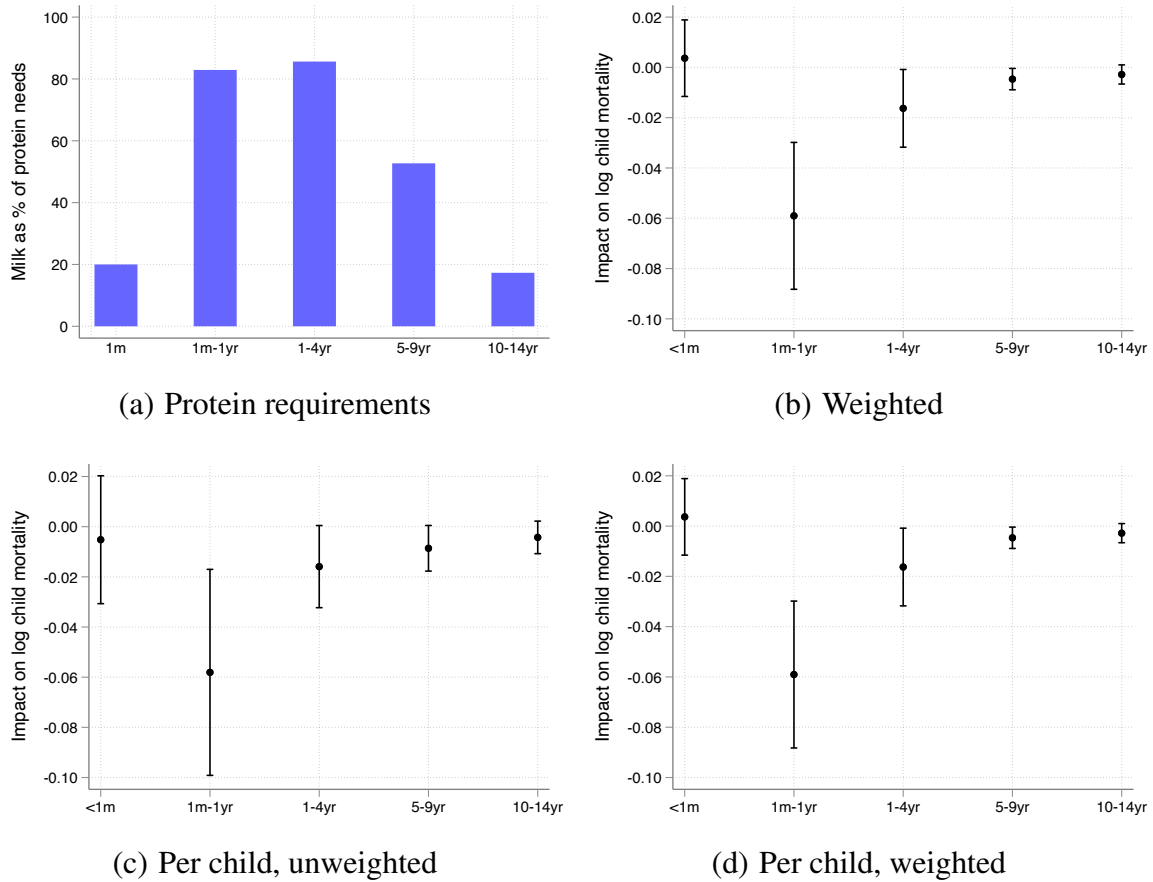 100
80
60
40
20
0
Milk as % of protein needs
1m 1m-1yr 1-4yr 5-9yr 10-14yr
(a) Protein requirements
0.02
0.00
-0.02
-0.04
-0.06
-0.08
-0.10
Impact on log child mortality
<1m 1m-1yr 1-4yr 5-9yr 10-14yr
(b) Weighted
0.02
0.00
-0.02
-0.04
-0.06
-0.08
-0.10
Impact on log child mortality
<1m 1m-1yr 1-4yr 5-9yr 10-14yr
(c) Per child, unweighted
0.02
0.00
-0.02
-0.04
-0.06
-0.08
-0.10
Impact on log child mortality
<1m 1m-1yr 1-4yr 5-9yr 10-14yr
(d) Per child, weighted